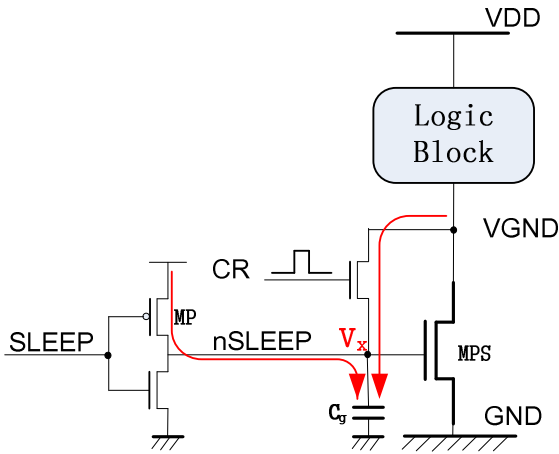 VDD
Logic
Block
VGND
CR
MP
SLEEP
nSLEEP
Vx
MPS
Cg
GND